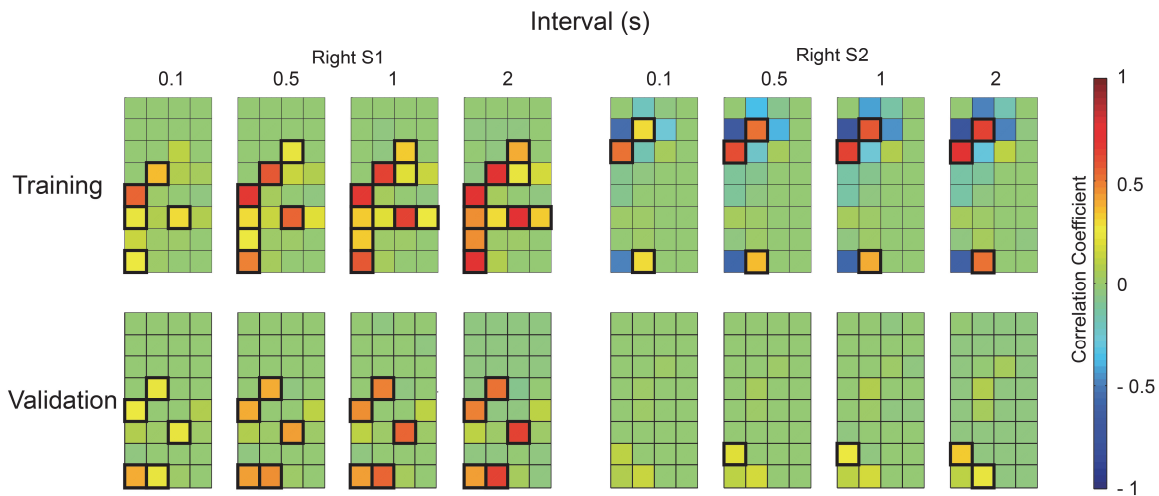 Interval (s)
Right S1
Right S2
0.1 0.5 1 2 0.1 0.5 1 2
Training
Validation
1
0.5
0
- 0.5
- 1
Correlation Coefficient